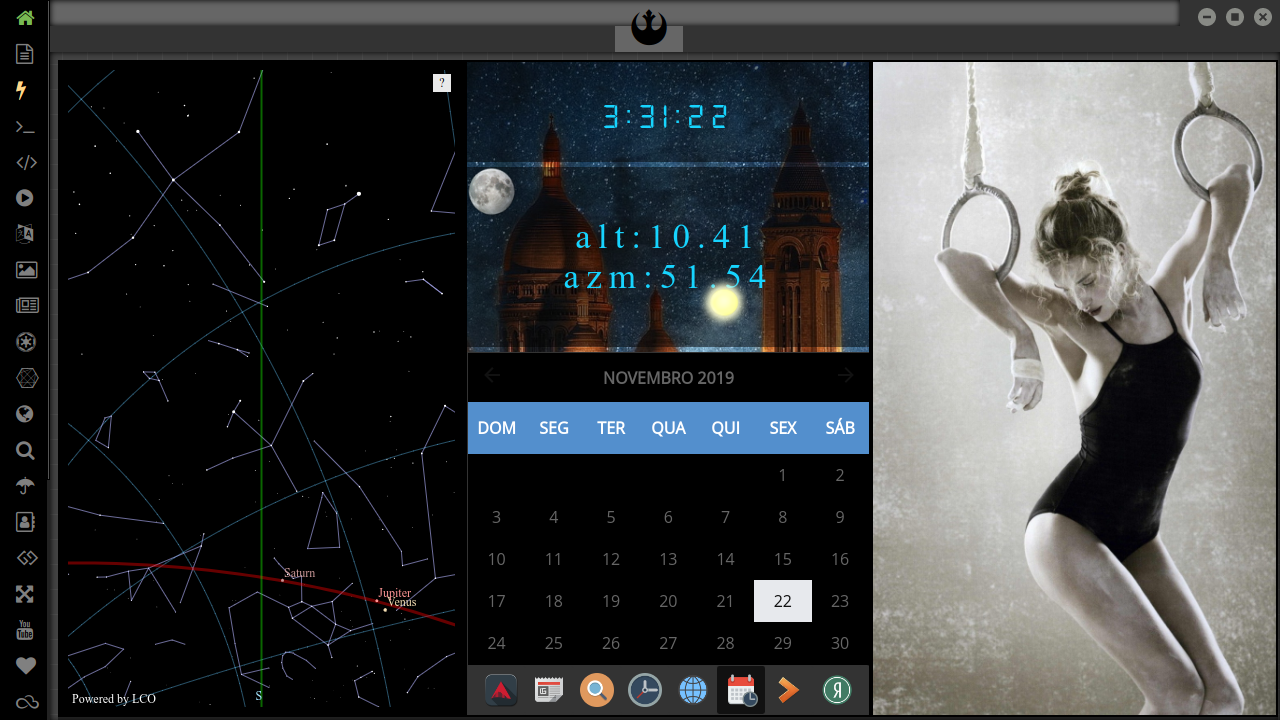 ?
Saturn
Jupiter
Venus
S
Powered by LCO
3:31:22
alt:10.41
azm:51.54
NOVEMBRO 2019
DOM SEG TER QUA QUI SEX SÁB
1 2
3 4 5 6 7 8 9
10 11 12 13 14 15 16
17 18 19 20 21 22 23
24 25 26 27 28 29 30
You
Tube
Я